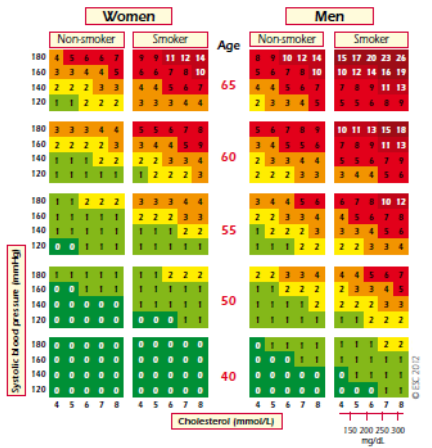 Women Men
Non-smoker Smoker Age Non-smoker Smoker
180 4 5 6 6 7 9 9 11 12 14 8 9 10 12 14 15 17 20 23 26
160 3 3 4 4 5 6 6 7 8 10 5 6 7 8 10 10 12 14 16 19
65
140 2 2 2 3 3 4 4 5 6 7 4 4 5 6 7 7 8 9 11 13
120 1 1 2 2 2 3 3 3 4 4 2 3 3 4 5 5 5 6 8 9
180 3 3 3 4 4 5 5 6 7 8 5 6 7 8 9 10 11 13 15 18
160 2 2 2 2 3 3 4 4 5 3 4 5 5 6 7 8 9 11 13
60
140 1 1 1 2 2 2 2 3 3 4 2 3 3 4 4 5 5 6 7 9
120 1 1 1 1 1 1 2 2 2 3 2 2 2 3 3 3 4 4 5 6
180 1 1 2 2 2 3 3 3 4 4 3 4 4 5 6 6 7 8 10 12
160 1 1 1 1 1 2 2 2 3 3 2 2 3 3 4 4 5 6 7 8
55
140 1 1 1 1 1 1 1 1 2 2 1 2 2 2 3 3 3 4 5 6
120 0 0 1 1 1 1 1 1 1 1 1 1 1 2 2 2 2 3 3 4
180 1 1 1 1 1 1 1 2 2 2 2 2 3 3 4 4 4 5 6 7
160 0 0 1 1 1 1 1 1 1 1 1 1 2 2 2 2 3 3 4 5
50
140 0 0 0 0 0 1 1 1 1 1 1 1 1 1 2 2 2 2 3 3
120 0 0 0 0 0 0 0 0 1 1 1 1 1 1 1 1 1 2 2 2
180 0 0 0 0 0 0 0 0 0 0 0 1 1 1 1 1 1 1 2 2
160 0 0 0 0 0 0 0 0 0 0 0 0 0 1 1 1 1 1 1 1
40
140 0 0 0 0 0 0 0 0 0 0 0 0 0 0 0 0 1 1 1 1
120 0 0 0 0 0 0 0 0 0 0 0 0 0 0 0 0 0 0 1 1
4 5 6 7 8 4 5 6 7 8 4 5 6 7 8 4 5 6 7 8
Systolic blood pressure (mmHg)
Cholesterol (mmol/L)
150 200 250 300
mg/dL
© ESC 2012